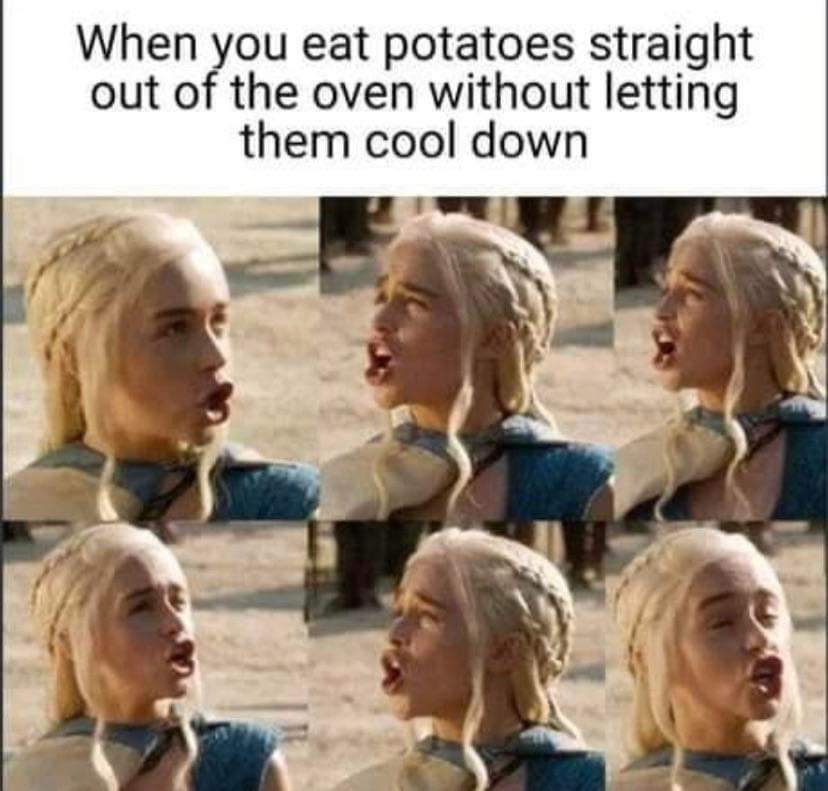 When you eat potatoes straight
out of the oven without letting
them cool down